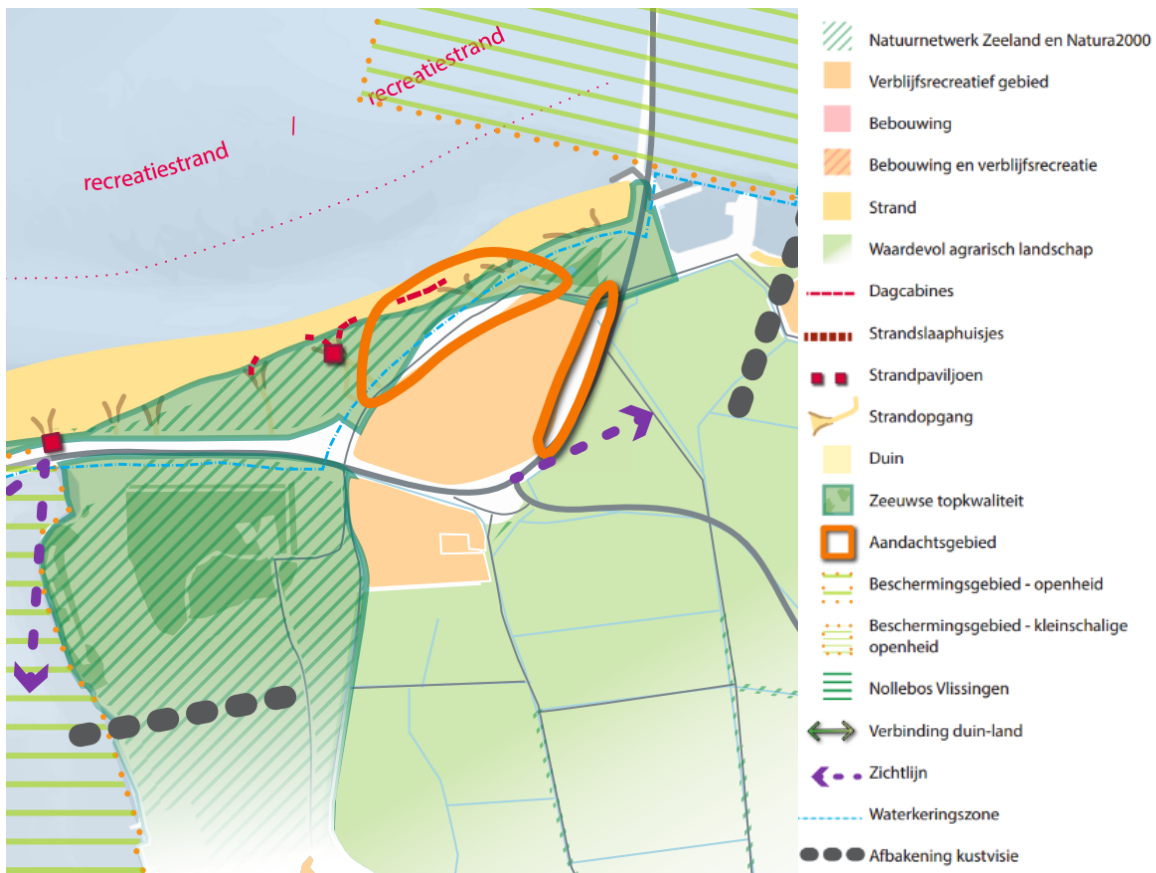 recreatiestrand
recreatiestrand
Natuurnetwerk Zeeland en Natura2000
Verblijfsrecreatief gebied
Bebouwing
Bebouwing en verblijfsrecreatie
Strand
Waardevol agrarisch landschap
Dagcabines
Strandslaaphuisjes
Strandpaviljoen
Strandopgang
Duin
Zeeuwse topkwaliteit
Aandachtsgebied
Beschermingsgebied - openheid
Beschermingsgebied - kleinschalige
openheid
Nollebos Vlissingen
Verbinding duin-land
Zichtlijn
Waterkeringszone
Afbakening kustvisie